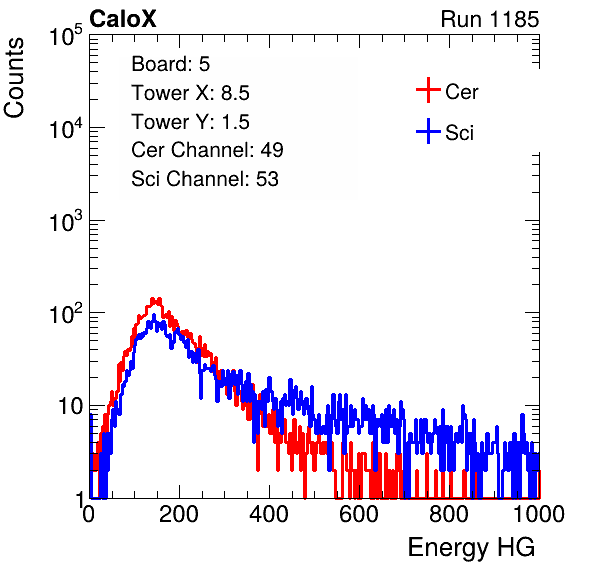 CaloX Run 1185
Counts
10^5
10^4
10^3
10^2
10
1
Board: 5
Tower X: 8.5
Tower Y: 1.5
Cer Channel: 49
Sci Channel: 53
Cer
Sci
0 200 400 600 800 1000
Energy HG